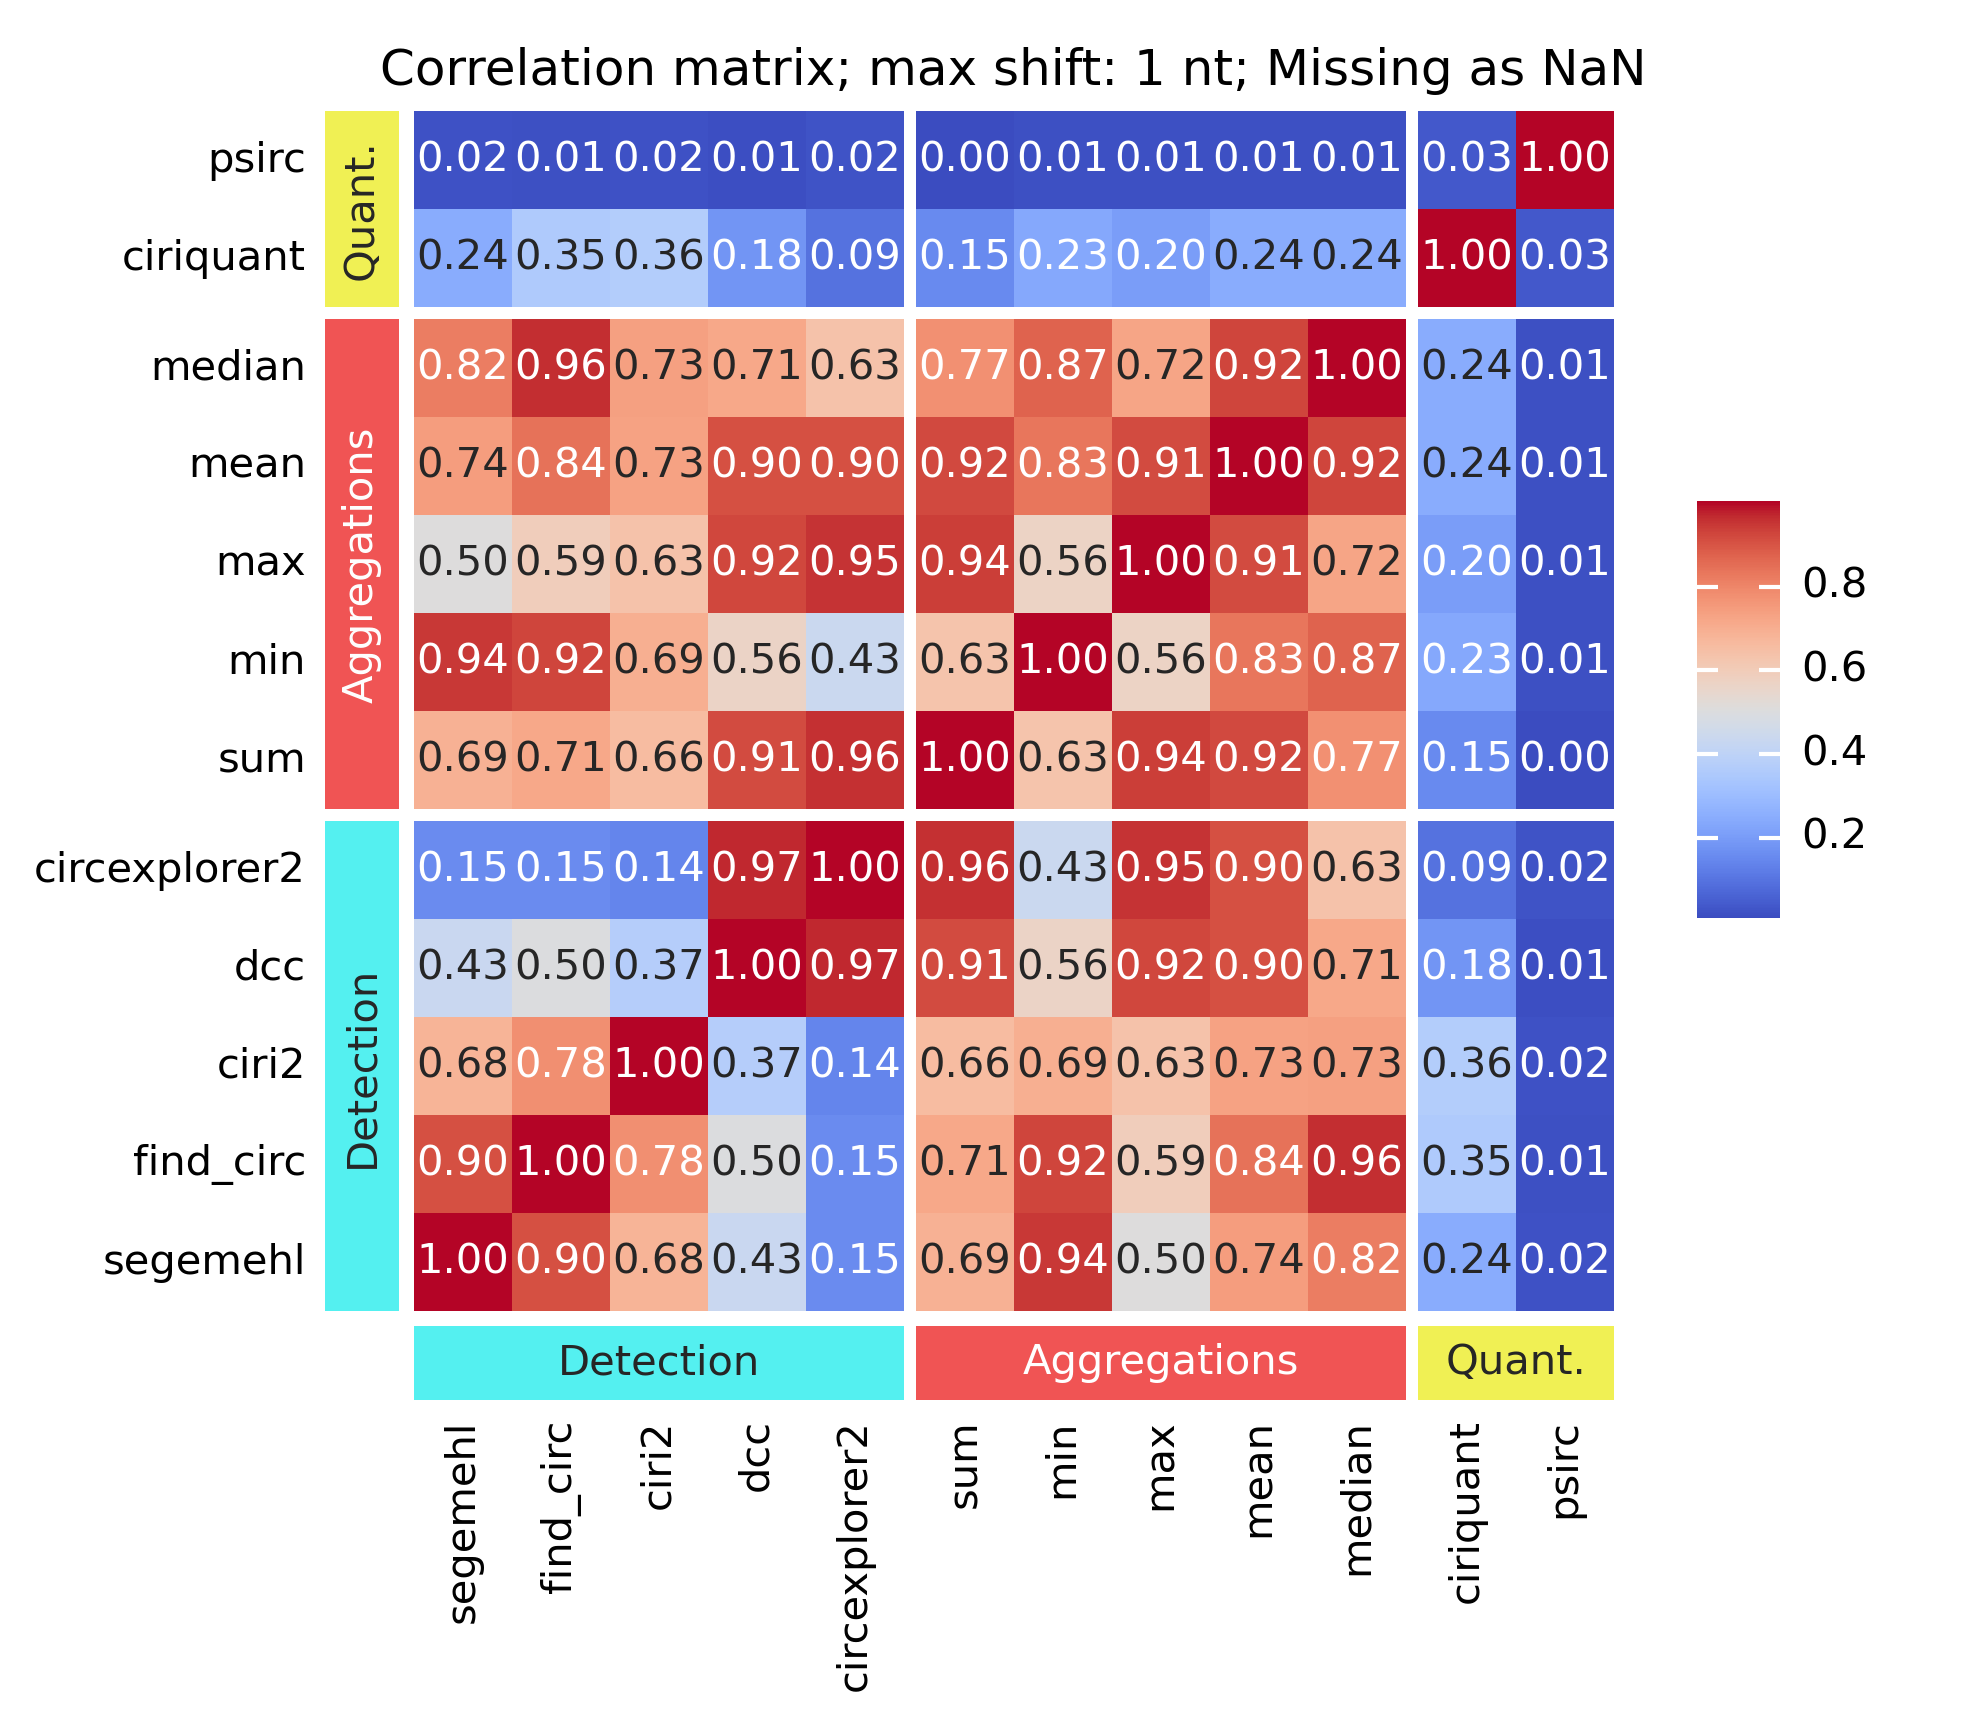 Correlation matrix; max shift: 1 nt; Missing as NaN
Quant.
psirc 0.02 0.01 0.02 0.01 0.02 0.00 0.01 0.01 0.01 0.01 0.03 1.00
ciriquant 0.24 0.35 0.36 0.18 0.09 0.15 0.23 0.20 0.24 0.24 1.00 0.03
Aggregations
median 0.82 0.96 0.73 0.71 0.63 0.77 0.87 0.72 0.92 1.00 0.24 0.01
mean 0.74 0.84 0.73 0.90 0.90 0.92 0.83 0.91 1.00 0.92 0.24 0.01
max 0.50 0.59 0.63 0.92 0.95 0.94 0.56 1.00 0.91 0.72 0.20 0.01
min 0.94 0.92 0.69 0.56 0.43 0.63 1.00 0.56 0.83 0.87 0.23 0.01
sum 0.69 0.71 0.66 0.91 0.96 1.00 0.63 0.94 0.92 0.77 0.15 0.00
Detection
circexplorer2 0.15 0.15 0.14 0.97 1.00 0.96 0.43 0.95 0.90 0.63 0.09 0.02
dcc 0.43 0.50 0.37 1.00 0.97 0.91 0.56 0.92 0.90 0.71 0.18 0.01
ciri2 0.68 0.78 1.00 0.37 0.14 0.66 0.69 0.63 0.73 0.73 0.36 0.02
find_circ 0.90 1.00 0.78 0.50 0.15 0.71 0.92 0.59 0.84 0.96 0.35 0.01
segemehl 1.00 0.90 0.68 0.43 0.15 0.69 0.94 0.50 0.74 0.82 0.24 0.02
Detection Aggregations Quant.
segemehl find_circ ciri2 dcc circexplorer2 sum min max mean median ciriquant psirc
0.8
0.6
0.4
0.2